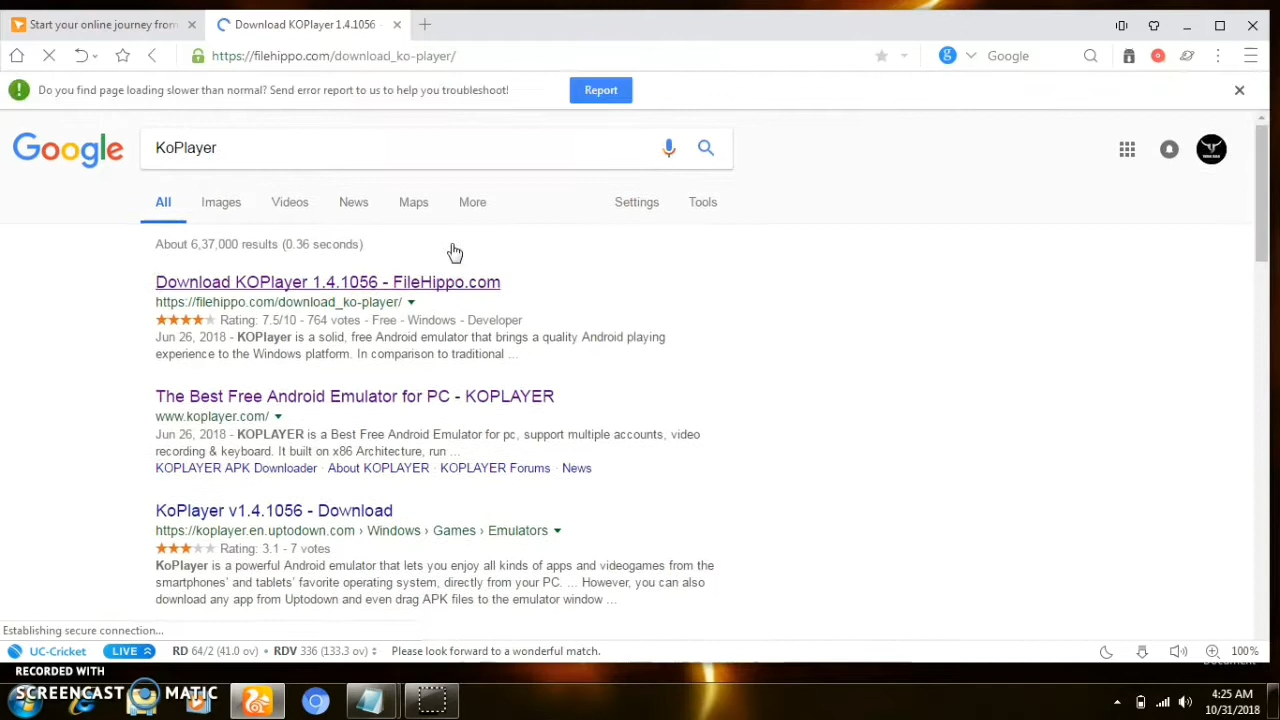 Start your online journey from
Download KOPlayer 1.4.1056 -
https://filehippo.com/download_ko-player/
Google
Do you find page loading slower than normal? Send error report to us to help you troubleshoot!
Report
Google
KoPlayer
All
Images
Videos
News
Maps
More
Settings
Tools
About 6,37,000 results (0.36 seconds)
Download KOPlayer 1.4.1056 - FileHippo.com
https://filehippo.com/download_ko-player/
Rating: 7.5/10 - 764 votes - Free - Windows - Developer
Jun 26, 2018 - KOPlayer is a solid, free Android emulator that brings a quality Android playing
experience to the Windows platform. In comparison to traditional ...
The Best Free Android Emulator for PC - KOPLAYER
www.koplayer.com/
Jun 26, 2018 - KOPLAYER is a Best Free Android Emulator for pc, support multiple accounts, video
recording & keyboard. It built on x86 Architecture, run ...
KOPLAYER APK Downloader · About KOPLAYER · KOPLAYER Forums · News
KoPlayer v1.4.1056 - Download
https://koplayer.en.uptodown.com › Windows › Games › Emulators
Rating: 3.1 - 7 votes
KoPlayer is a powerful Android emulator that lets you enjoy all kinds of apps and videogames from the
smartphones' and tablets' favorite operating system, directly from your PC. ... However, you can also
download any app from Uptodown and even drag APK files to the emulator window ...
Establishing secure connection...
UC-Cricket
LIVE
RD 64/2 (41.0 ov) • RDV 336 (133.3 ov)
Please look forward to a wonderful match.
100%
RECORDED WITH
SCREENCAST MATIC
4:25 AM
10/31/2018